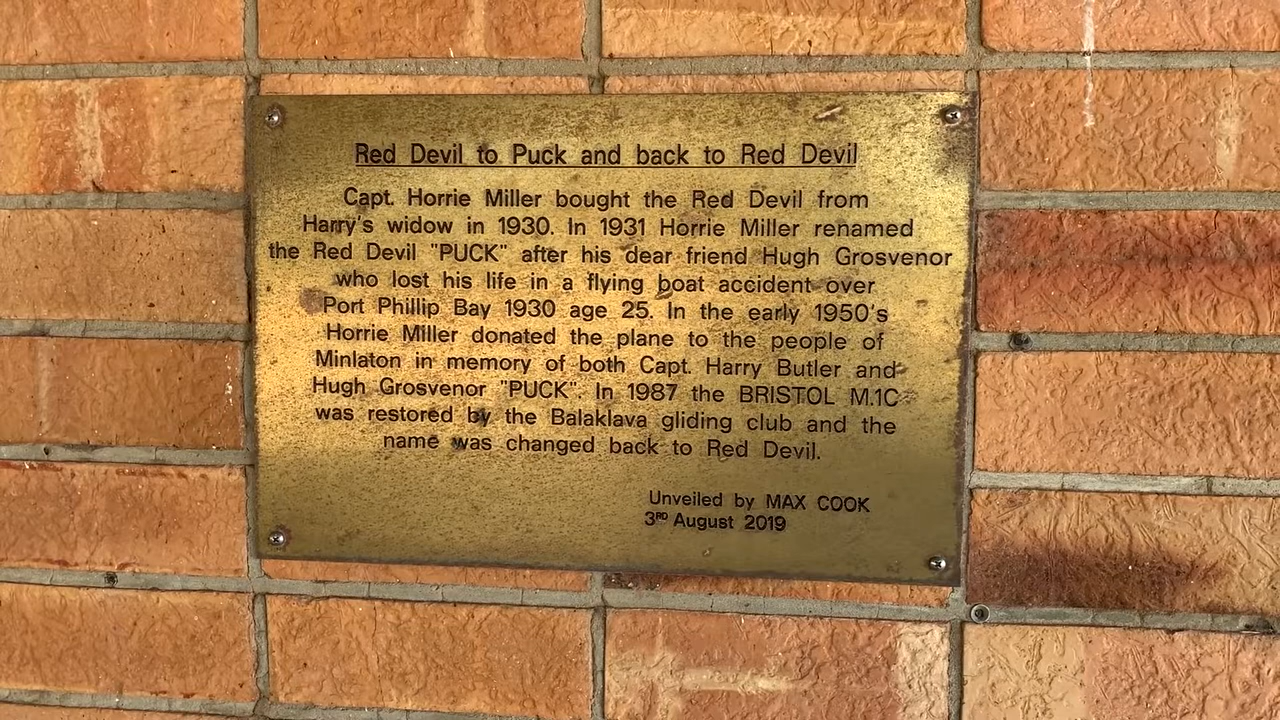 Red Devil to Puck and back to Red Devil
Capt. Horrie Miller bought the Red Devil from
Harry's widow in 1930. In 1931 Horrie Miller renamed
the Red Devil "PUCK" after his dear friend Hugh Grosvenor
who lost his life in a flying boat accident over
Port Phillip Bay 1930 age 25. In the early 1950's
Horrie Miller donated the plane to the people of
Minlaton in memory of both Capt. Harry Butler and
Hugh Grosvenor "PUCK". In 1987 the BRISTOL M.1C
was restored by the Balaklava gliding club and the
name was changed back to Red Devil.
Unveiled by MAX COOK
3RD August 2019